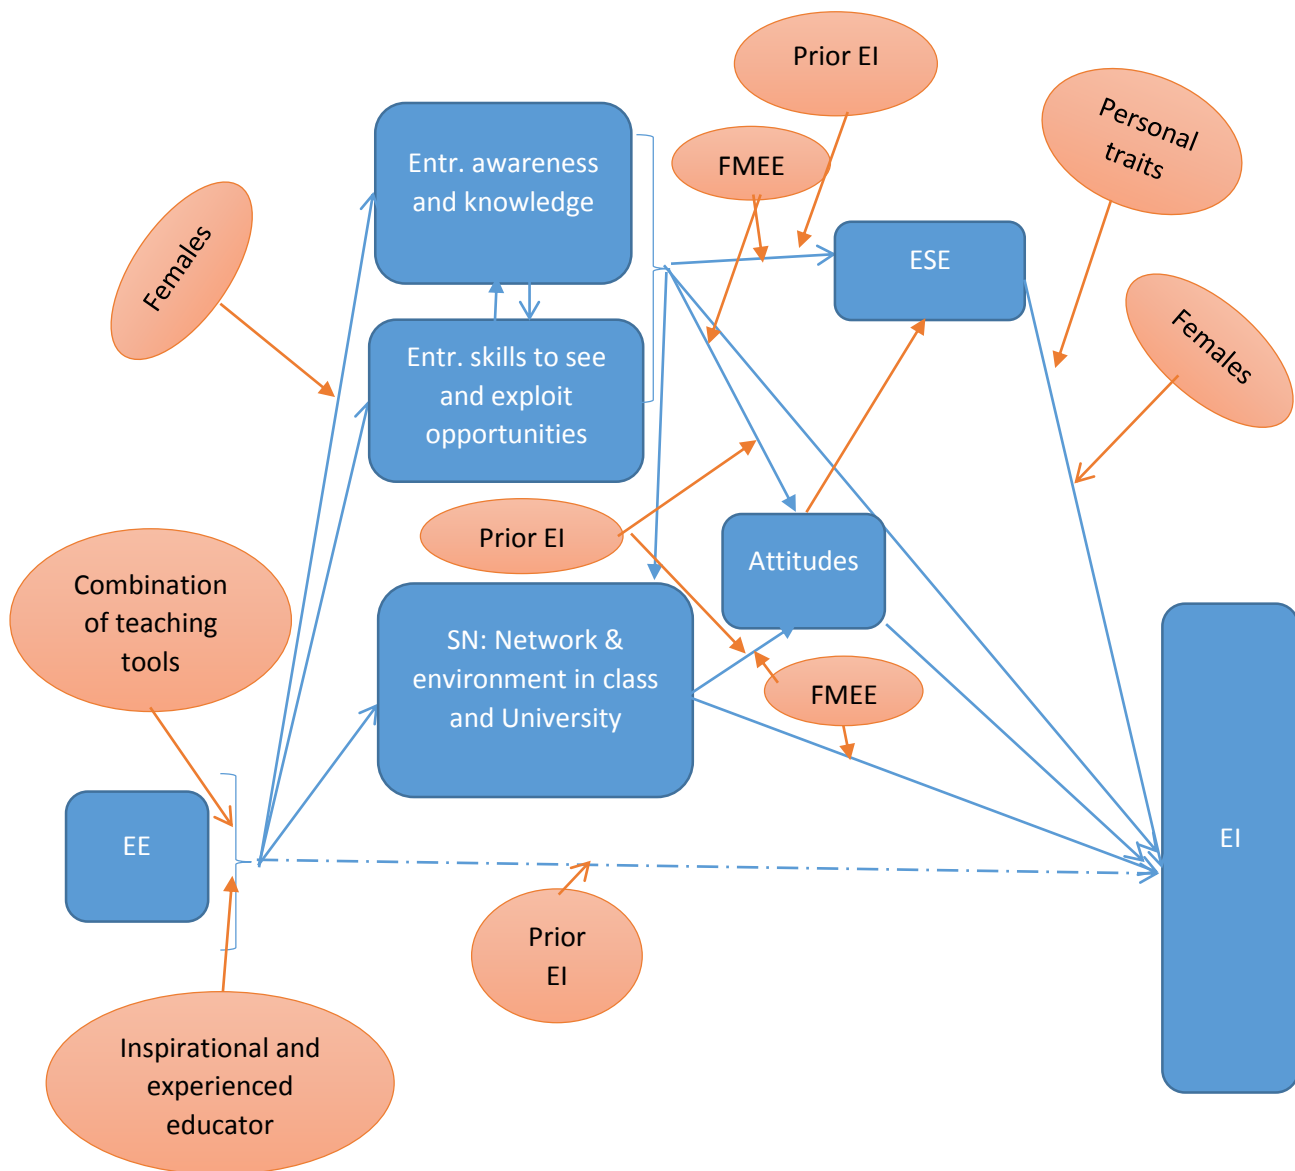 Prior EI
Personal
traits
FMEE
Entr. awareness
and knowledge
Females
ESE
Females
Entr. skills to see
and exploit
opportunities
Prior EI
Attitudes
Combination
of teaching
tools
SN: Network &
environment in class
and University
FMEE
EE
EI
Prior
EI
Inspirational and
experienced
educator